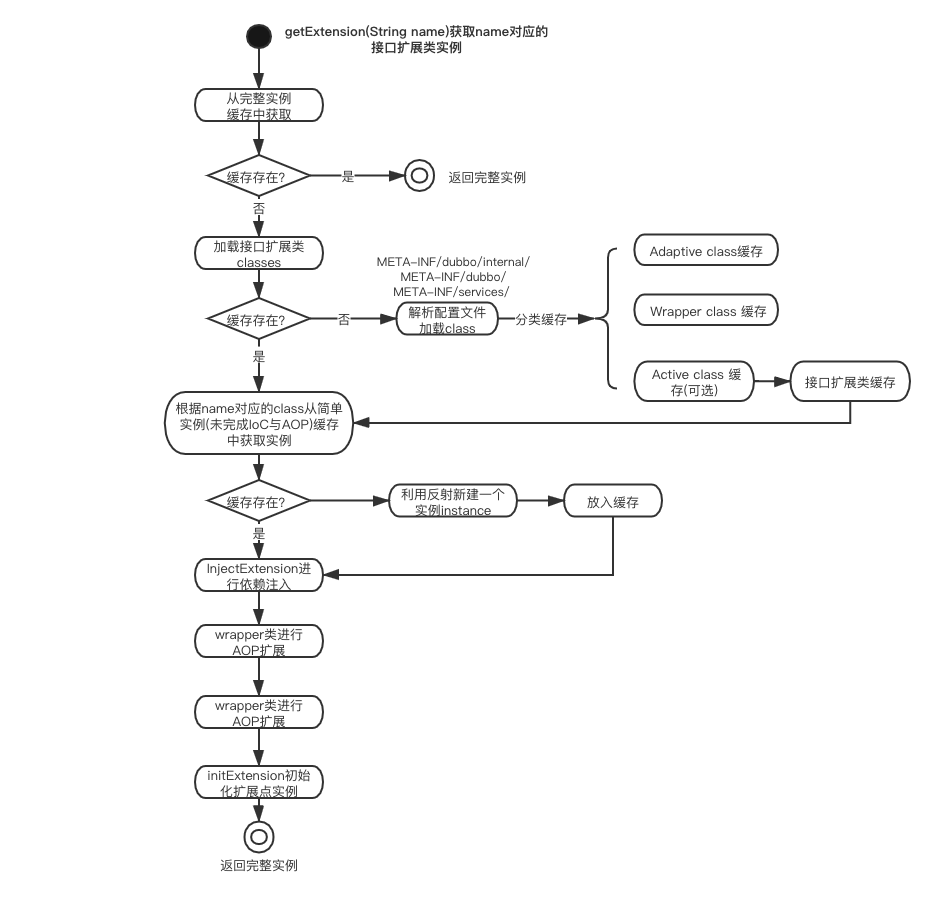 getExtension(String name)获取name对应的
接口扩展类实例
从完整实例
缓存中获取
缓存存在?
是
返回完整实例
否
加载接口扩展类
classes
缓存存在?
否
META-INF/dubbo/internal/
META-INF/dubbo/
META-INF/services/
解析配置文件
加载class
分类缓存
Adaptive class缓存
Wrapper class 缓存
Active class 缓
存(可选)
接口扩展类缓存
是
根据name对应的class从简单
实例(未完成IoC与AOP)缓存
中获取实例
缓存存在?
利用反射新建一个
实例instance
放入缓存
是
InjectExtension进
行依赖注入
wrapper类进行
AOP扩展
wrapper类进行
AOP扩展
initExtension初始
化扩展点实例
返回完整实例